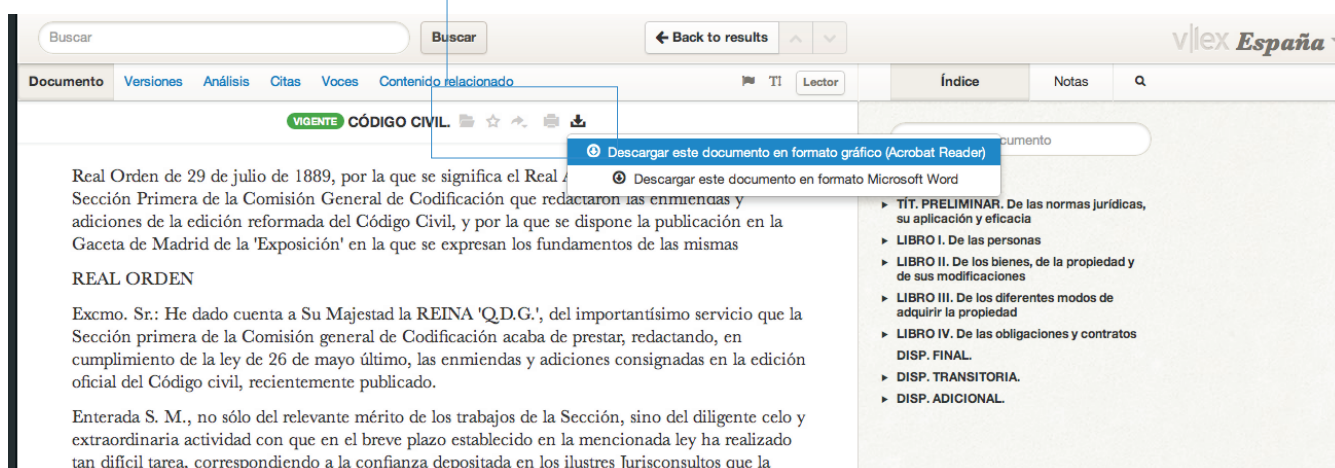 Buscar
Buscar
Back to results
v|lex España
Documento Versiones Análisis Citas Voces Contenido relacionado
TI
Lector
Índice
Notas
VIGENTE CÓDIGO CIVIL.
Descargar este documento en formato gráfico (Acrobat Reader)
Descargar este documento en formato Microsoft Word
Real Orden de 29 de julio de 1889, por la que se significa el Real
Sección Primera de la Comisión General de Codificación que redactaron las enmiendas y
adiciones de la edición reformada del Código Civil, y por la que se dispone la publicación en la
Gaceta de Madrid de la 'Exposición' en la que se expresan los fundamentos de las mismas
REAL ORDEN
Excmo. Sr.: He dado cuenta a Su Majestad la REINA 'Q.D.G.', del importantísimo servicio que la
Sección primera de la Comisión general de Codificación acaba de prestar, redactando, en
cumplimiento de la ley de 26 de mayo último, las enmiendas y adiciones consignadas en la edición
oficial del Código civil, recientemente publicado.
Enterada S. M., no sólo del relevante mérito de los trabajos de la Sección, sino del diligente celo y
extraordinaria actividad con que en el breve plazo establecido en la mencionada ley ha realizado
tan difícil tarea, correspondiendo a la confianza depositada en los ilustres Jurisconsultos que la
TÍT. PRELIMINAR. De las normas jurídicas,
su aplicación y eficacia
LIBRO I. De las personas
LIBRO II. De los bienes, de la propiedad y
de sus modificaciones
LIBRO III. De los diferentes modos de
adquirir la propiedad
LIBRO IV. De las obligaciones y contratos
DISP. FINAL.
DISP. TRANSITORIA.
DISP. ADICIONAL.